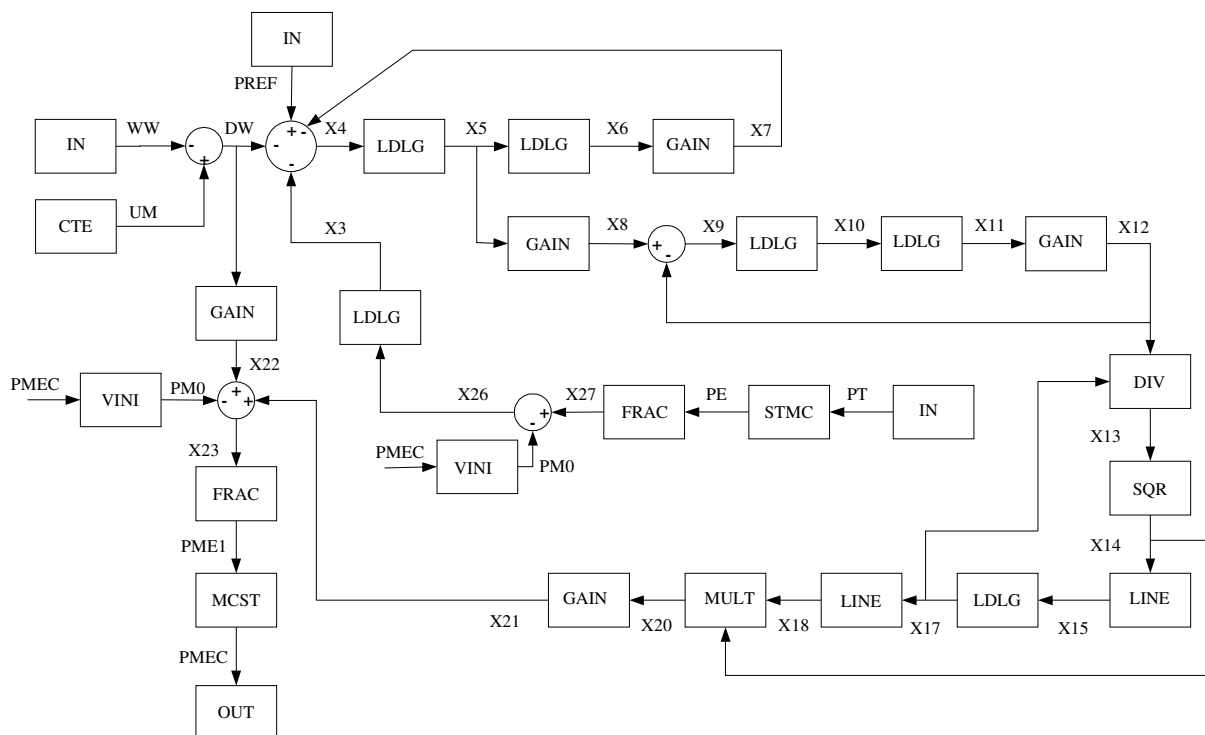 IN
PREF
WW
DW
X4
X5
X6
X7
IN
LDLG
LDLG
GAIN
+
-
-
-
-
+
UM
CTE
X3
X8
X9
X10
X11
X12
GAIN
+
-
LDLG
LDLG
GAIN
GAIN
LDLG
X22
PMEC
VINI
PM0
+
-
+
X26
X27
PE
PT
+
-
FRAC
STMC
IN
DIV
X13
X23
PMEC
VINI
PM0
FRAC
SQR
PME1
X14
MCST
GAIN
MULT
LINE
LDLG
LINE
X21
X20
X18
X17
X15
PMEC
OUT